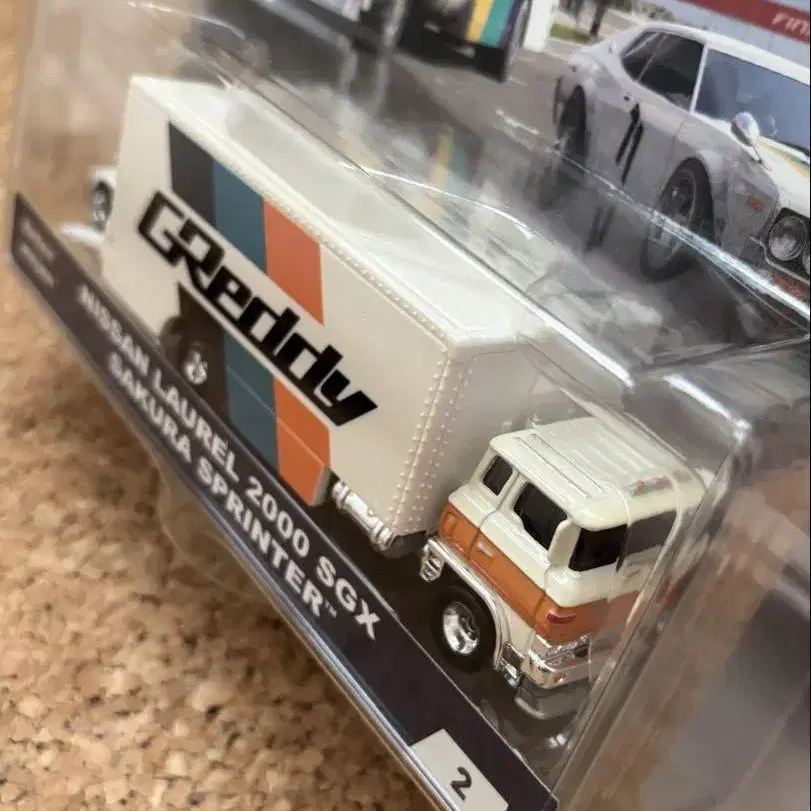 GReddy
NISSAN LAUREL 2000 SGX
SAKURA SPRINTER™
2